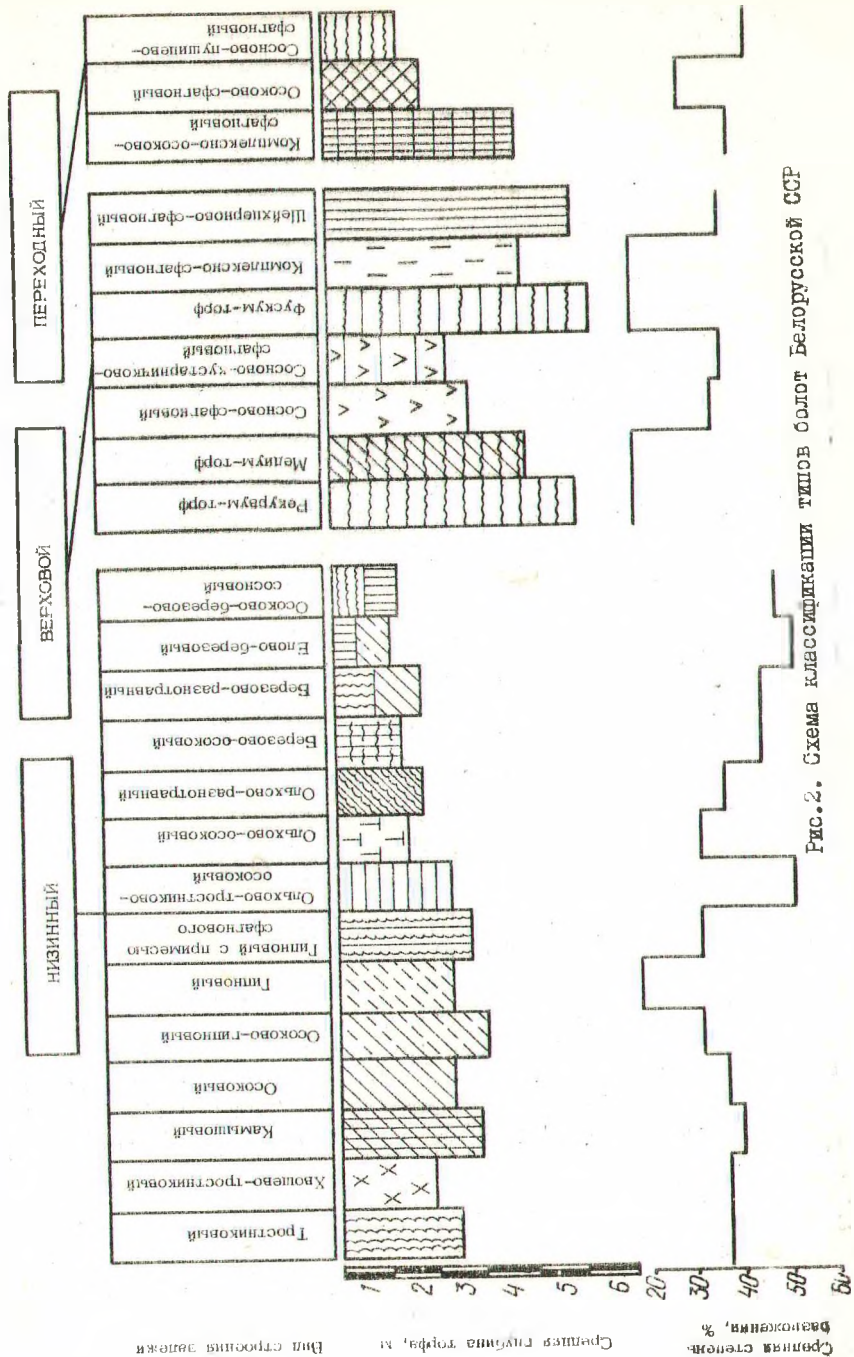 НИЗИННЫЙ
ВЕРХОВОЙ
ПЕРЕХОДНЫЙ
Вид строения залежи
Тростниковый
Хвощево-тростниковый
Камышовый
Осоковый
Осоково-гипновый
Гипновый
Гипновый с примесью
сфагнового
Ольхово-тростниково-
осоковый
Ольхово-осоковый
Ольхово-разнотравный
Березово-осоковый
Березово-разнотравный
Елово-березовый
Осоково-березово-
сосновый
Рекурвум-торф
Медиум-торф
Сосново-сфагновый
Сосново-кустарничково-
сфагновый
Фускум-торф
Комплексно-сфагновый
Шейхцерново-сфагновый
Комплексно-осоково-
сфагновый
Осоково-сфагновый
Сосново-пушицево-
сфагновый
Средняя глубина торфа, м
1
2
3
4
5
6
Средняя степень
разложения, %
20
30
40
50
60
Рис.2. Схема классификации типов болот Белорусской ССР